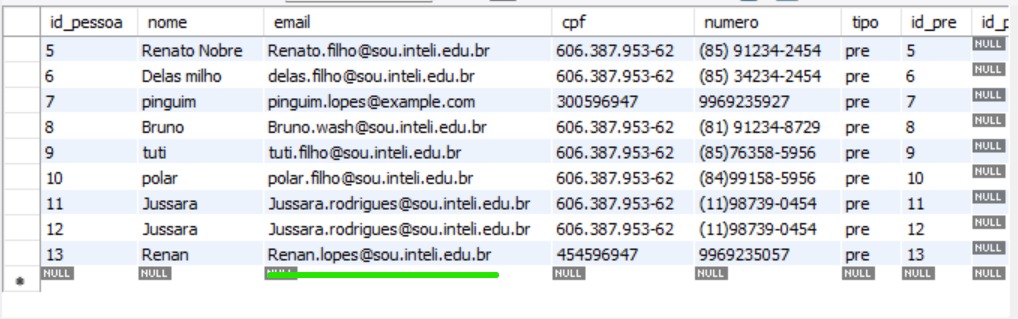 id_pessoa nome email cpf numero tipo id_pre id_p
5 Renato Nobre Renato.filho@sou.inteli.edu.br 606.387.953-62 (85) 91234-2454 pre 5 NULL
6 Delas milho delas.filho@sou.inteli.edu.br 606.387.953-62 (85) 34234-2454 pre 6 NULL
7 pinguim pinguim.lopes@example.com 300596947 9969235927 pre 7 NULL
8 Bruno Bruno.wash@sou.inteli.edu.br 606.387.953-62 (81) 91234-8729 pre 8 NULL
9 tuti tuti.filho@sou.inteli.edu.br 606.387.953-62 (85)76358-5956 pre 9 NULL
10 polar polar.filho@sou.inteli.edu.br 606.387.953-62 (84)99158-5956 pre 10 NULL
11 Jussara Jussara.rodrigues@sou.inteli.edu.br 606.387.953-62 (11)98739-0454 pre 11 NULL
12 Jussara Jussara.rodrigues@sou.inteli.edu.br 606.387.953-62 (11)98739-0454 pre 12 NULL
13 Renan Renan.lopes@sou.inteli.edu.br 454596947 9969235057 pre 13 NULL
NULL NULL NULL NULL NULL NULL NULL NULL